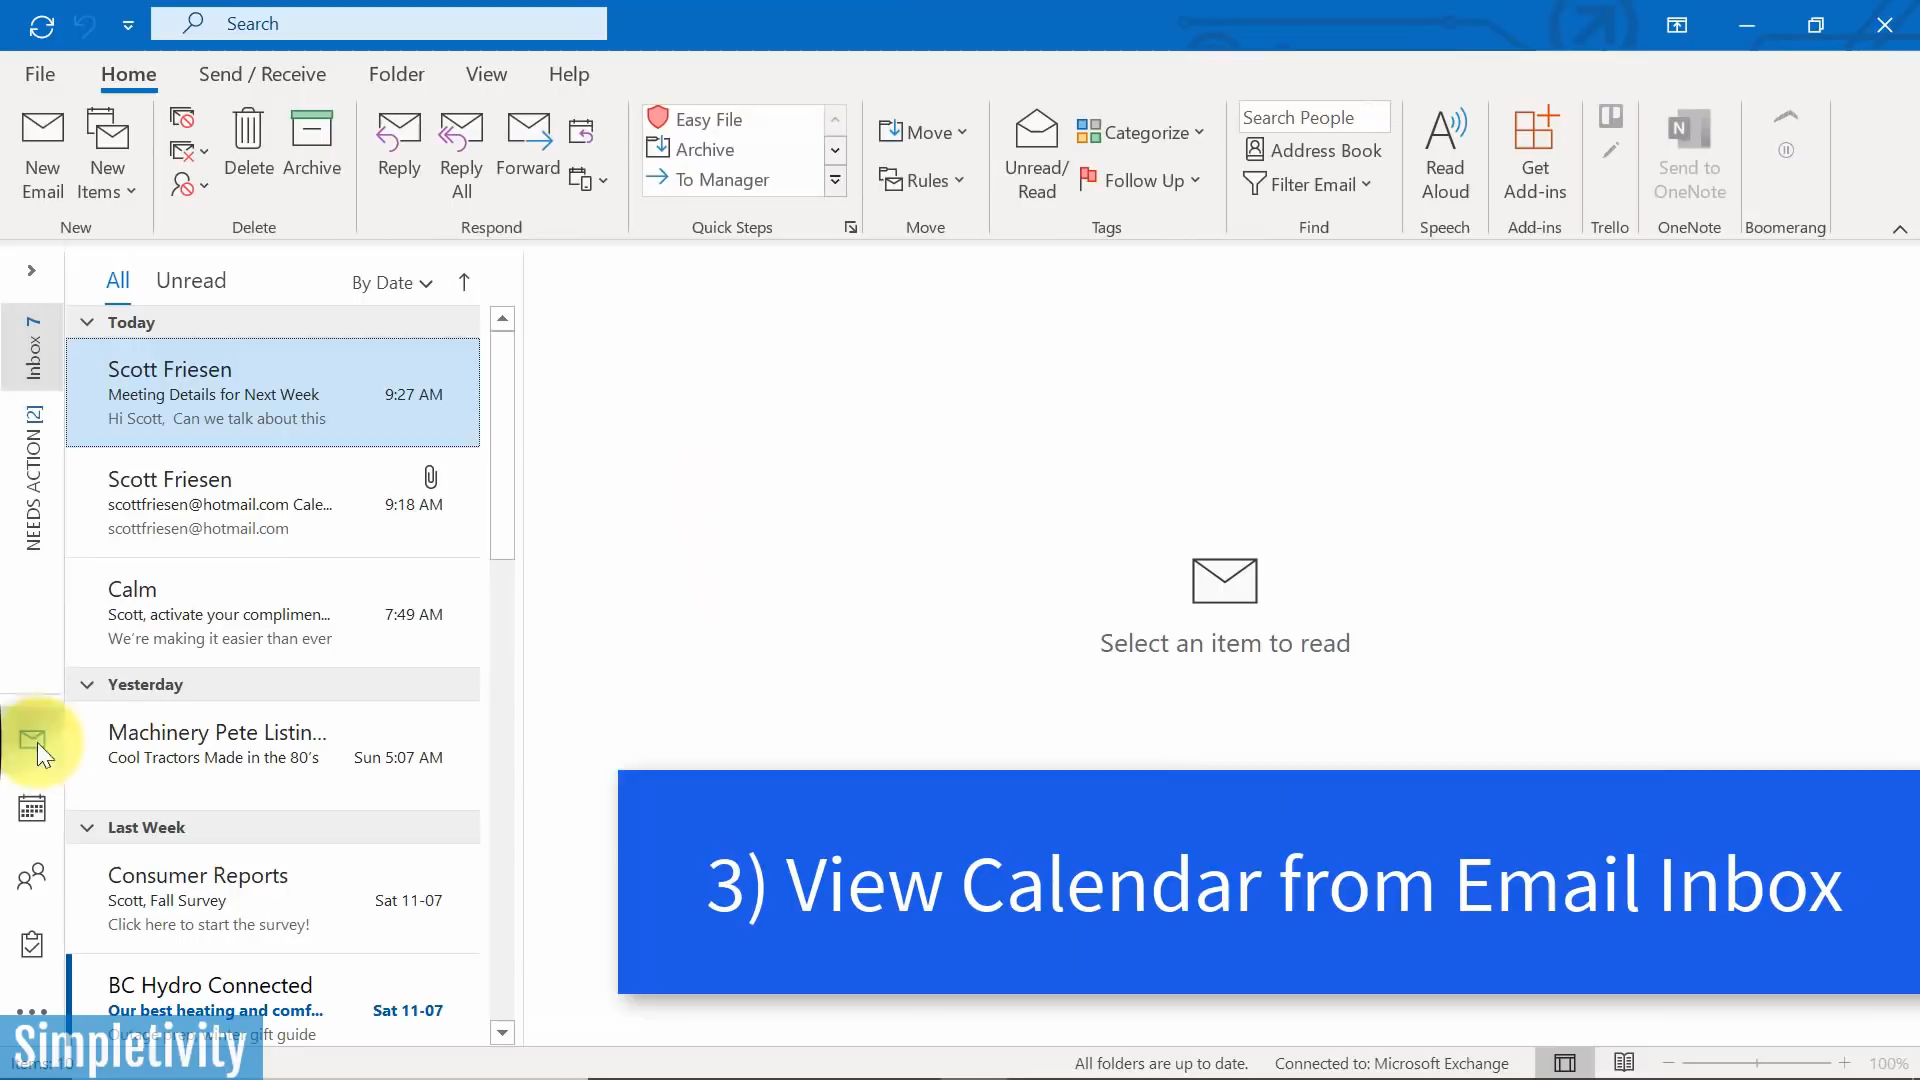 Search
File
Home
Send / Receive
Folder
View
Help
New
Email
New
Items
Delete
Archive
Reply
Reply
All
Forward
Easy File
Archive
To Manager
Move
Rules
Unread/
Read
Categorize
Follow Up
Search People
Address Book
Filter Email
Read
Aloud
Get
Add-ins
N
Send to
OneNote
New
Delete
Respond
Quick Steps
Move
Tags
Find
Speech
Add-ins
Trello
OneNote
Boomerang
Inbox 7
NEEDS ACTION [2]
All
Unread
By Date
Today
Scott Friesen
Meeting Details for Next Week
9:27 AM
Hi Scott, Can we talk about this
Scott Friesen
scottfriesen@hotmail.com Cale...
9:18 AM
scottfriesen@hotmail.com
Calm
Scott, activate your complimen...
7:49 AM
We're making it easier than ever
Yesterday
Machinery Pete Listin...
Cool Tractors Made in the 80's
Sun 5:07 AM
Last Week
Consumer Reports
Scott, Fall Survey
Sat 11-07
Click here to start the survey!
BC Hydro Connected
Our best heating and comf...
Sat 11-07
Outage prep, winter gift guide
Select an item to read
3) View Calendar from Email Inbox
Simpletivity
Items: 10
All folders are up to date.
Connected to: Microsoft Exchange
100%